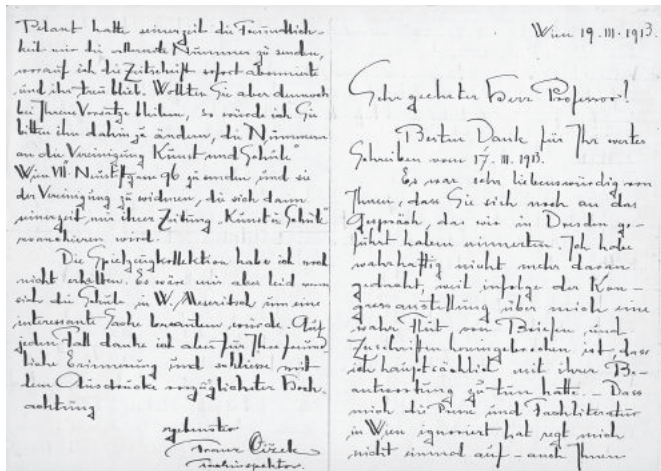 Wien 19. III. 1913.
Sehr geehrter Herr Professor!
Besten Dank für Ihr wertes
Schreiben vom 17. III. 1913.
Es war sehr liebenswürdig von
Ihnen, dass Sie sich noch an das
Gespräch, das wir in Dresden ge-
führt haben erinnerten. Ich habe
wahrhaftig nicht mehr daran
gedacht, weil infolge der Kon-
gressausstellung über mich eine
wahre Flut, von Briefen und
Zuschriften hereingebrochen ist, dass
ich hauptsächlich mit ihrer Be-
antwortung zu tun hatte. – Dass
mich die Presse und Fachliteratur
in Wien ignoriert hat regt mich
nicht einmal auf – auch Ihnen
hatte seinerzeit die Freundlich-
keit mir die Nummer zu senden,
worauf ich die Zeitschrift sofort abonnierte
und ihr treu blieb. Wollten Sie aber dennoch
bei Ihrem Vorsatze bleiben, so würde ich Sie
bitten ihn dahin zu ändern, die Nummern
an die Vereinigung "Kunst und Schule"
Wien VII. 96 zu senden und sie
der Vereinigung zu widmen, die sich dann
seinerzeit mit ihrer Zeitung "Kunst u. Schule"
revanchieren wird.
Die Spielzeugkollektion habe ich noch
nicht erhalten. Es wäre mir aber leid wenn
sich die Schule in W. Meseritsch um eine
interessante Sache würde. Auf
jeden Fall danke ich aber für Ihre freund-
liche Erinnerung und schliesse mit
dem Ausdrucke vorzüglichster Hoch-
achtung
ergebenster
Franz Cižek
Fachinspektor.